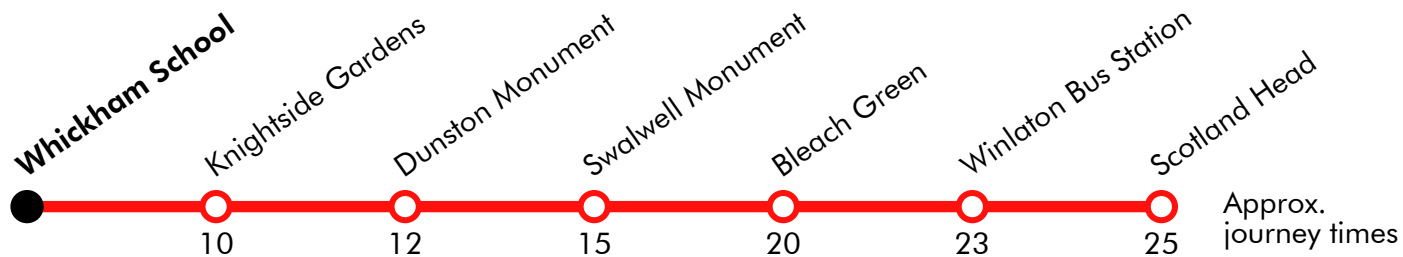 Whickham School
Knightside Gardens
Dunston Monument
Swalwell Monument
Bleach Green
Winlaton Bus Station
Scotland Head
10
12
15
20
23
25
Approx.
journey times